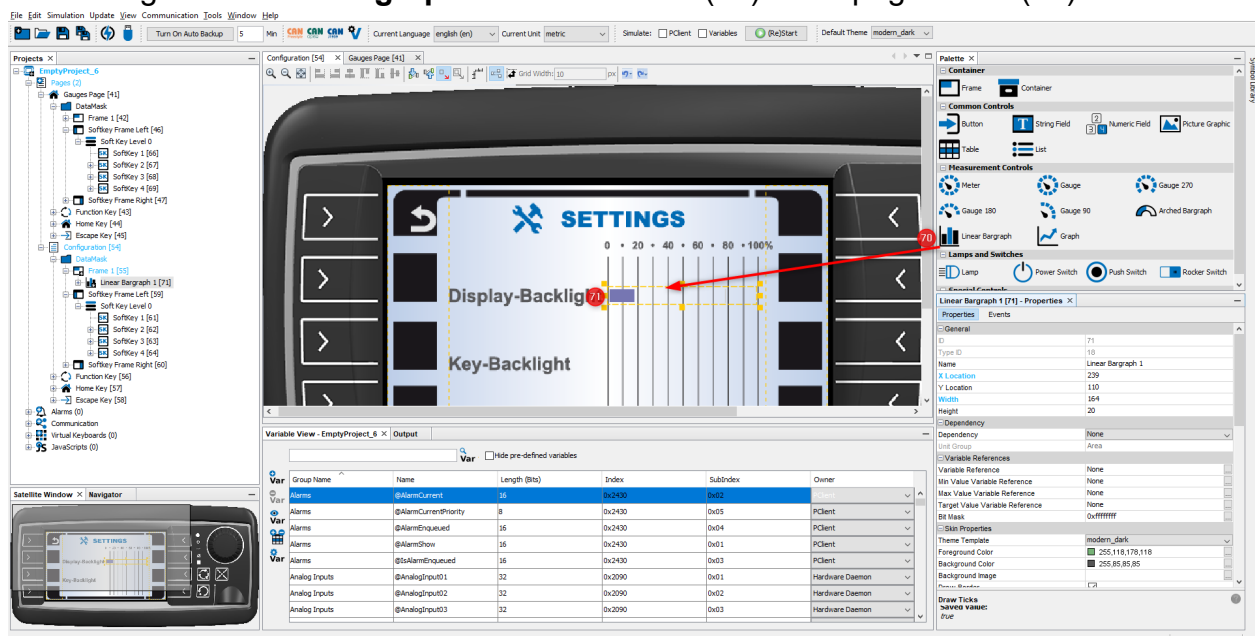 File Edit Simulation Update View Communication Tools Window Help
Turn On Auto Backup 5 Min CAN CAN CAN Current Language english (en) Current Unit metric Simulate: PClient Variables (Re)Start Default Theme modern_dark
Projects
EmptyProject_6
Pages (2)
Gauges Page [41]
DataMask
Frame 1 [42]
Softkey Frame Left [46]
Soft Key Level 0
SoftKey 1 [66]
SoftKey 2 [67]
SoftKey 3 [68]
SoftKey 4 [69]
Softkey Frame Right [47]
Function Key [43]
Home Key [44]
Escape Key [45]
Configuration [54]
DataMask
Frame 1 [55]
Linear Bargraph 1 [71]
Softkey Frame Left [59]
Soft Key Level 0
SoftKey 1 [61]
SoftKey 2 [62]
SoftKey 3 [63]
SoftKey 4 [64]
Softkey Frame Right [60]
Function Key [56]
Home Key [57]
Escape Key [58]
Alarms (0)
Communication
Virtual Keyboards (0)
JavaScripts (0)
Satellite Window Navigator
SETTINGS
Display-Backlight
Key-Backlight
Configuration [54] Gauges Page [41]
Grid Width: 10 px
SETTINGS
0 • 20 • 40 • 60 • 80 • 100%
Display-Backligh
71
70
Key-Backlight
Variable View - EmptyProject_6 Output
Var Hide pre-defined variables
Var
Var
Var
Var
Group Name Name Length (Bits) Index SubIndex Owner
Alarms @AlarmCurrent 16 0x2430 0x02 PClient
Alarms @AlarmCurrentPriority 8 0x2430 0x05 PClient
Alarms @AlarmEnqueued 16 0x2430 0x04 PClient
Alarms @AlarmShow 16 0x2430 0x01 PClient
Alarms @IsAlarmEnqueued 16 0x2430 0x03 PClient
Analog Inputs @AnalogInput01 32 0x2090 0x01 Hardware Daemon
Analog Inputs @AnalogInput02 32 0x2090 0x02 Hardware Daemon
Analog Inputs @AnalogInput03 32 0x2090 0x03 Hardware Daemon
Palette
Symbol Library
Container
Frame Container
Common Controls
Button String Field Numeric Field Picture Graphic
Table List
Measurement Controls
Meter Gauge Gauge 270
Gauge 180 Gauge 90 Arched Bargraph
Linear Bargraph Graph
Lamps and Switches
Lamp Power Switch Push Switch Rocker Switch
Special Controls
Linear Bargraph 1 [71] - Properties
Properties Events
General
ID 71
Type ID 18
Name Linear Bargraph 1
X Location 239
Y Location 110
Width 164
Height 20
Dependency
Dependency None
Unit Group Area
Variable References
Variable Reference None
Min Value Variable Reference None
Max Value Variable Reference None
Target Value Variable Reference None
Bit Mask 0xffffffff
Skin Properties
Theme Template modern_dark
Foreground Color 255,118,178,118
Background Color 255,85,85,85
Background Image
Draw Border
Draw Ticks
Saved value:
true